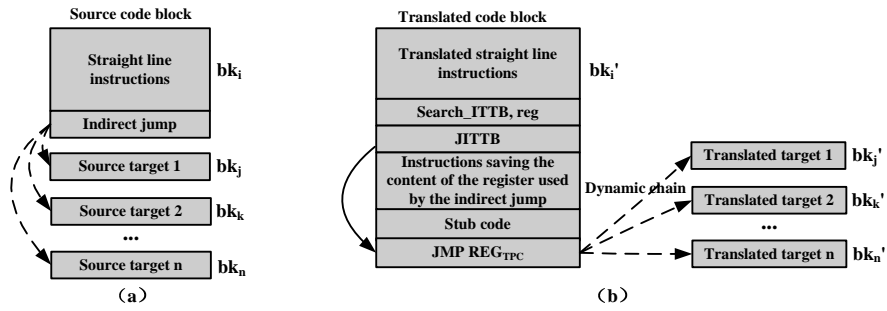 Source code block
Straight line
instructions
bkᵢ
Indirect jump
Source target 1
bkⱼ
Source target 2
bkₖ
...
Source target n
bkₙ
（a）
Translated code block
Translated straight line
instructions
bkᵢ'
Search_ITTB, reg
JITTB
Instructions saving the
content of the register used
by the indirect jump
Stub code
JMP REG_TPC
Dynamic chain
Translated target 1
bkⱼ'
Translated target 2
bkₖ'
...
Translated target n
bkₙ'
（b）